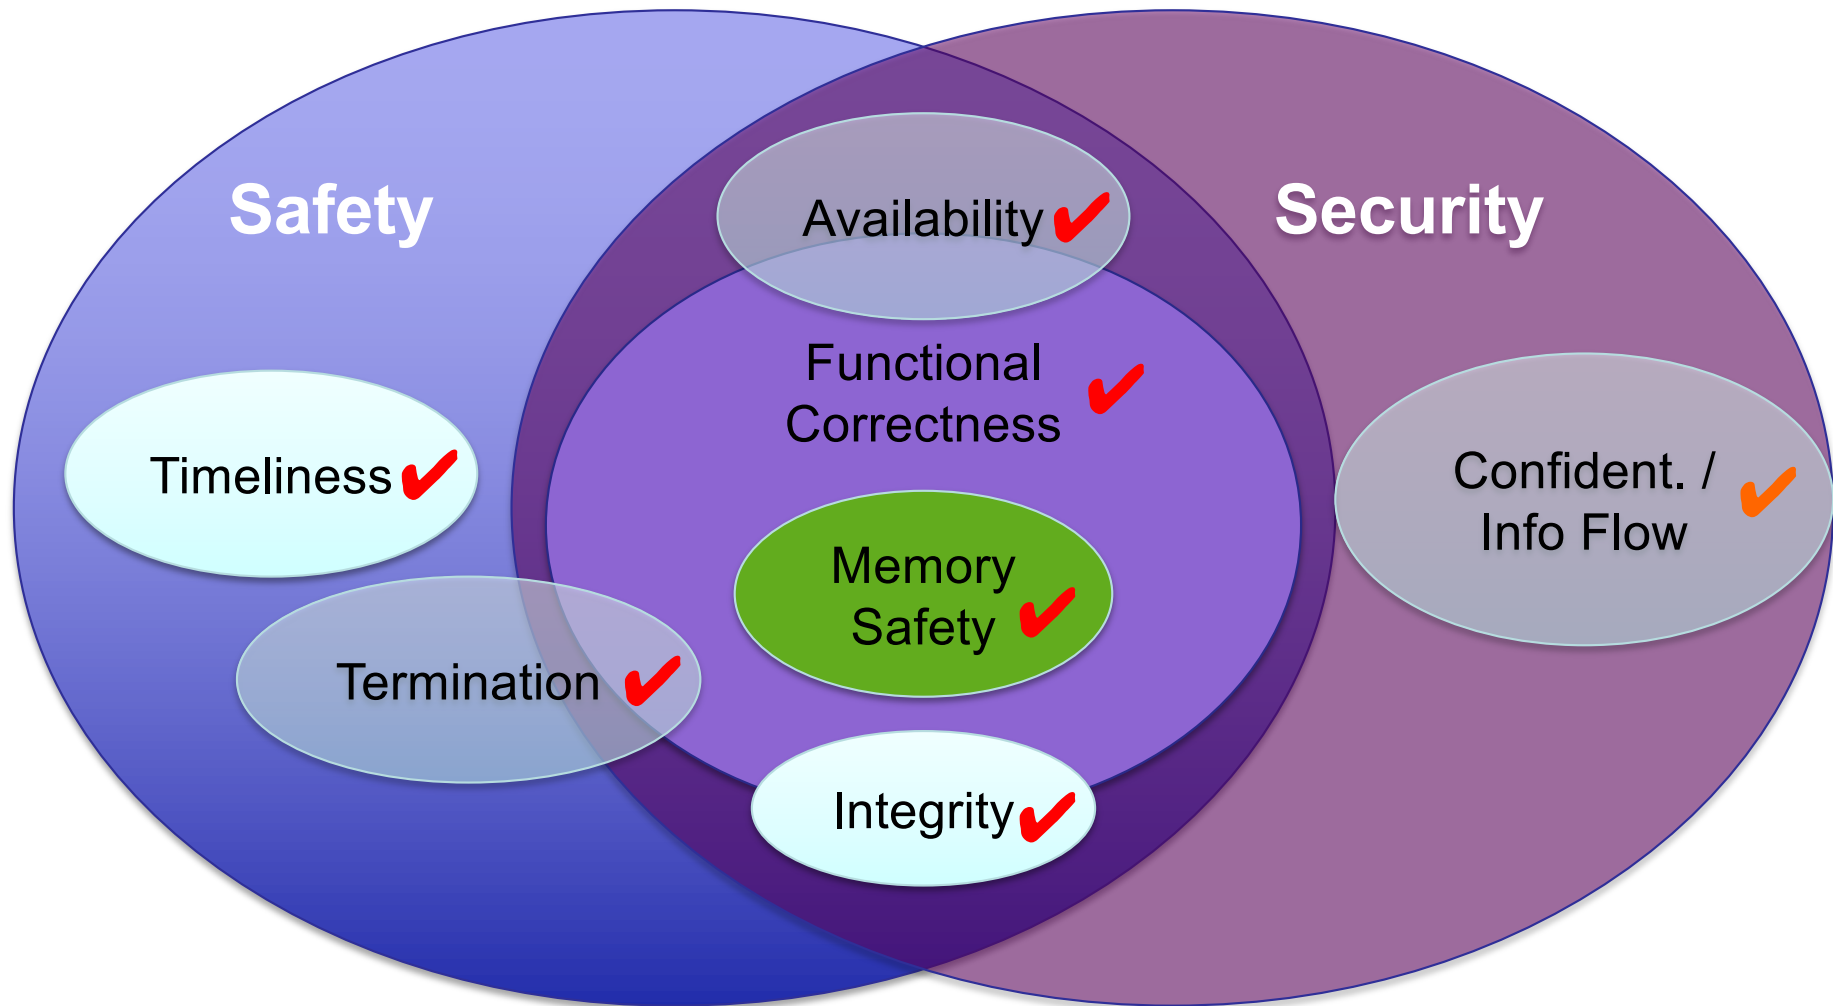 Safety
Security
Availability
Functional
Correctness
Timeliness
Confident. /
Info Flow
Memory
Safety
Termination
Integrity